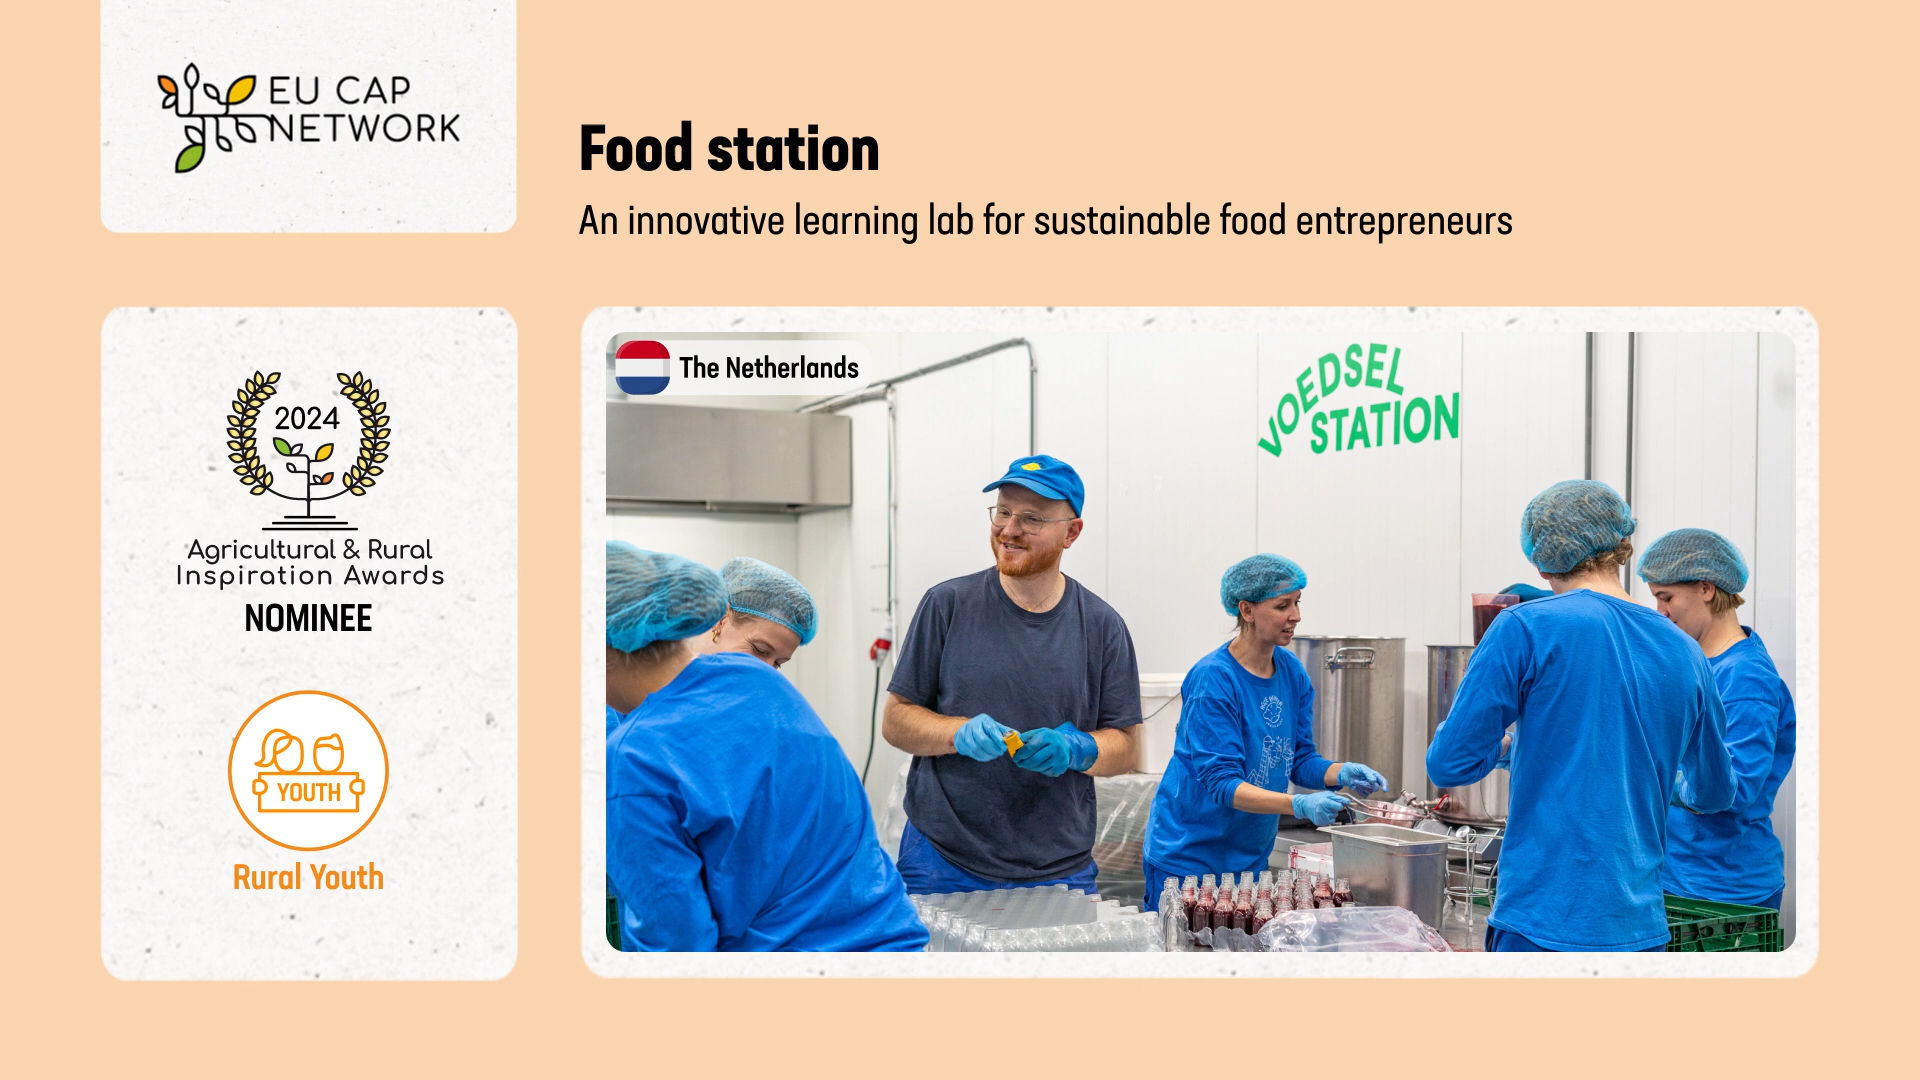 EU CAP
NETWORK
Food station
An innovative learning lab for sustainable food entrepreneurs
2024
Agricultural & Rural
Inspiration Awards
NOMINEE
YOUTH
Rural Youth
The Netherlands
VOEDSEL
STATION